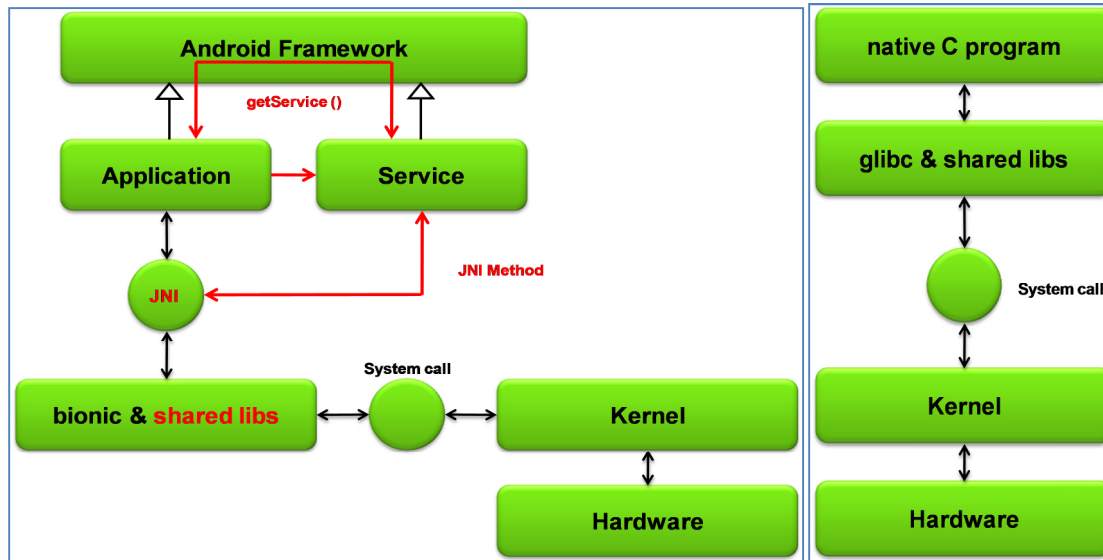 Android Framework
getService ()
Application
Service
JNI Method
JNI
System call
bionic & shared libs
Kernel
Hardware
native C program
glibc & shared libs
System call
Kernel
Hardware